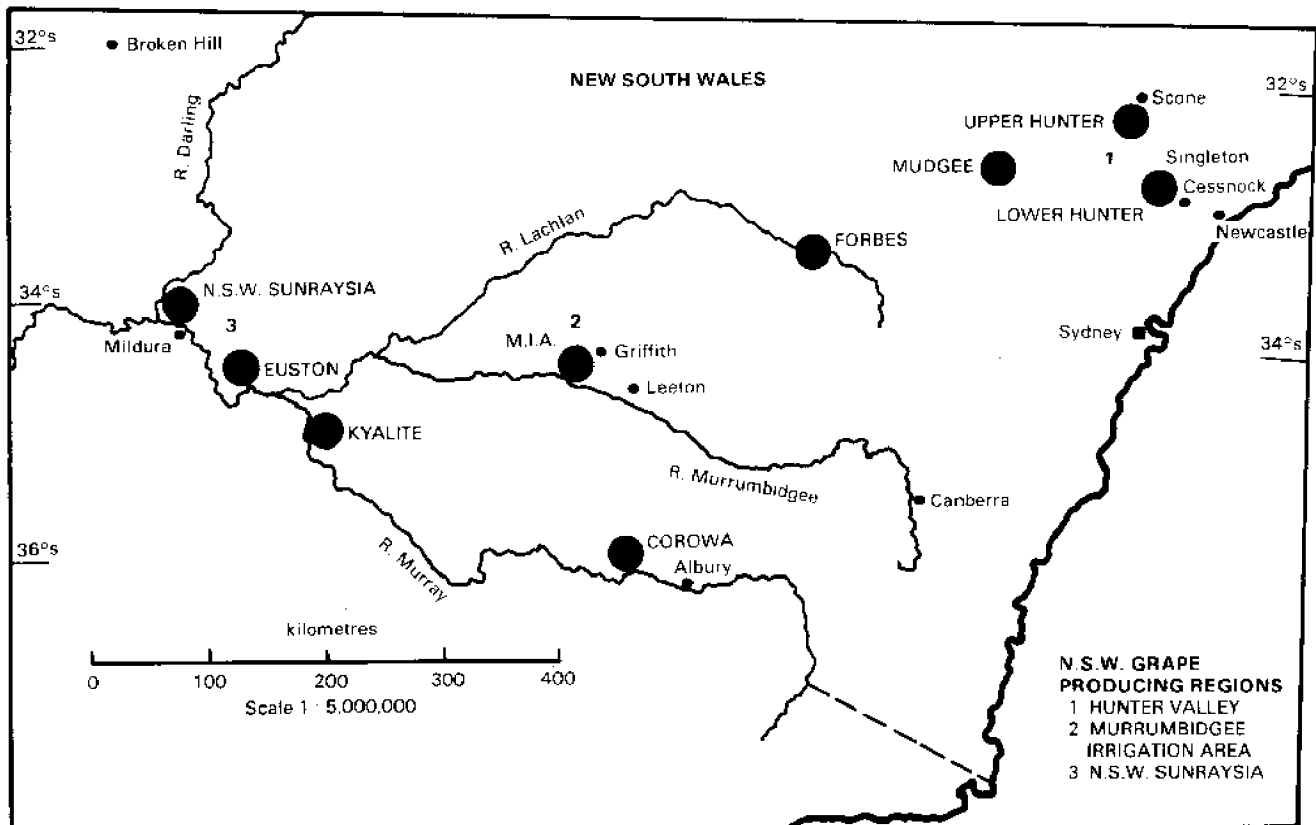 32°s
Broken Hill
NEW SOUTH WALES
32°s
Scone
UPPER HUNTER
R. Darling
MUDGEE
1
Singleton
Cessnock
LOWER HUNTER
Newcastle
R. Lachlan
FORBES
N.S.W. SUNRAYSIA
34°s
3
2
Mildura
M.I.A.
Griffith
Sydney
34°s
EUSTON
Leeton
KYALITE
R. Murrumbidgee
Canberra
36°s
COROWA
Albury
R. Murray
kilometres
0 100 200 300 400
Scale 1 : 5,000,000
N.S.W. GRAPE
PRODUCING REGIONS
1 HUNTER VALLEY
2 MURRUMBIDGEE
IRRIGATION AREA
3 N.S.W. SUNRAYSIA